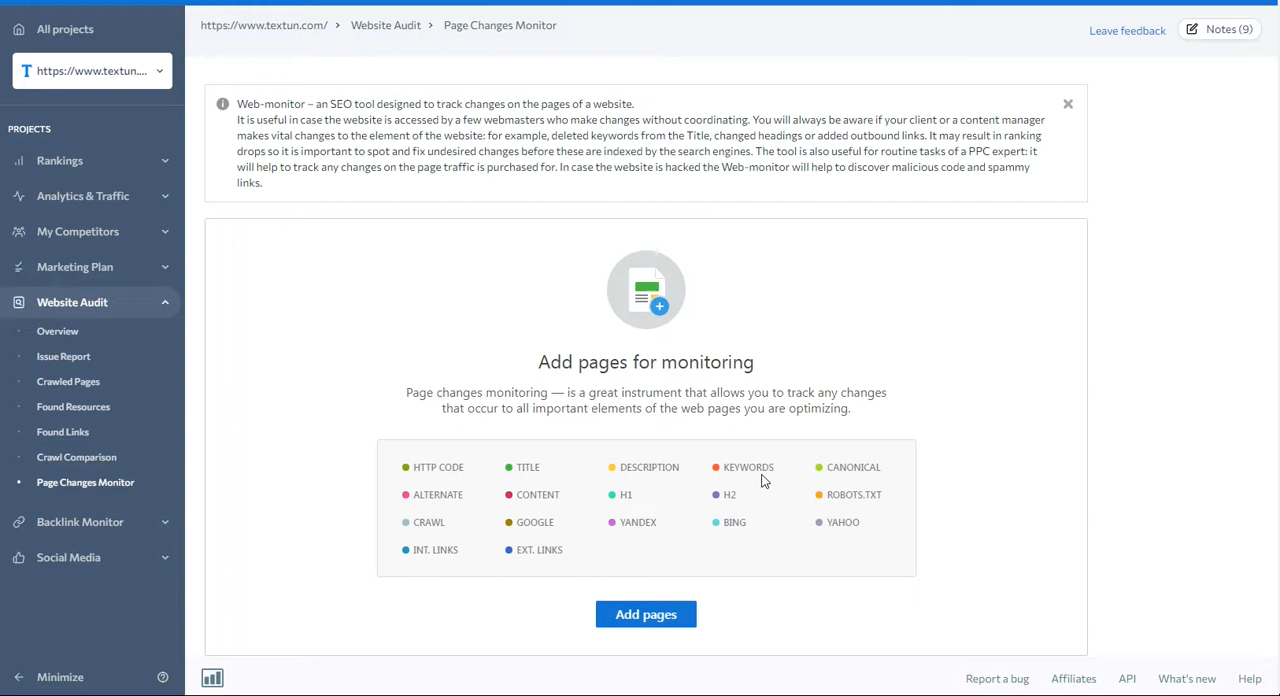 All projects
https://www.textun.com/ > Website Audit > Page Changes Monitor
Leave feedback
Notes (9)
T https://www.textun....
PROJECTS
Rankings
Analytics & Traffic
My Competitors
Marketing Plan
Website Audit
Overview
Issue Report
Crawled Pages
Found Resources
Found Links
Crawl Comparison
Page Changes Monitor
Backlink Monitor
Social Media
Minimize
Web-monitor – an SEO tool designed to track changes on the pages of a website.
It is useful in case the website is accessed by a few webmasters who make changes without coordinating. You will always be aware if your client or a content manager
makes vital changes to the element of the website: for example, deleted keywords from the Title, changed headings or added outbound links. It may result in ranking
drops so it is important to spot and fix undesired changes before these are indexed by the search engines. The tool is also useful for routine tasks of a PPC expert: it
will help to track any changes on the page traffic is purchased for. In case the website is hacked the Web-monitor will help to discover malicious code and spammy
links.
Add pages for monitoring
Page changes monitoring — is a great instrument that allows you to track any changes
that occur to all important elements of the web pages you are optimizing.
HTTP CODE TITLE DESCRIPTION KEYWORDS CANONICAL
ALTERNATE CONTENT H1 H2 ROBOTS.TXT
CRAWL GOOGLE YANDEX BING YAHOO
INT. LINKS EXT. LINKS
Add pages
Report a bug Affiliates API What's new Help